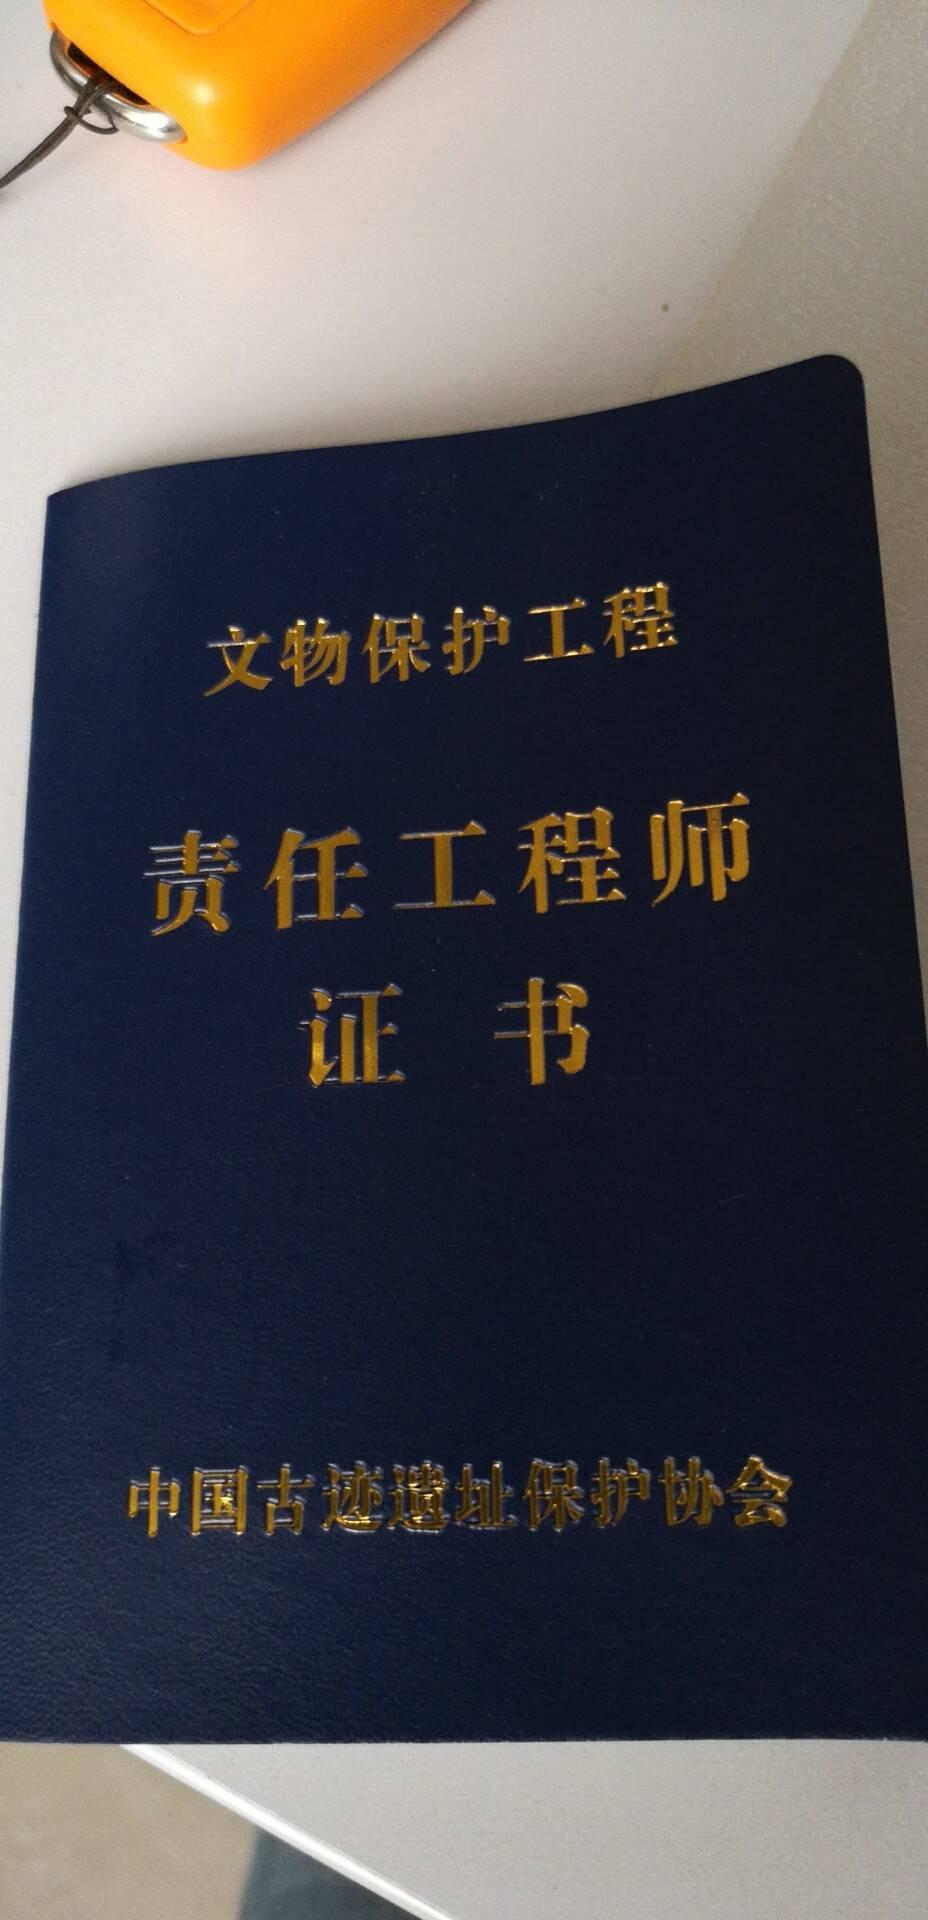 文物保护工程
责任工程师
证书
中国古迹遗址保护协会